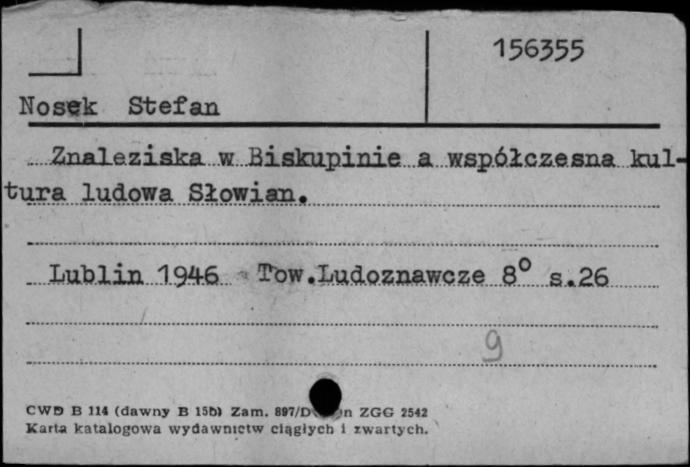 156355
Nosek Stefan
Znaleziska w Biskupinie a współczesna kul-
tura ludowa Słowian.
Lublin 1946 Tow.Ludoznawcze 8° s.26
9
CWD B 114 (dawny B 15b) Zam. 897/D ZGG 2542
Karta katalogowa wydawnictw ciągłych i zwartych.